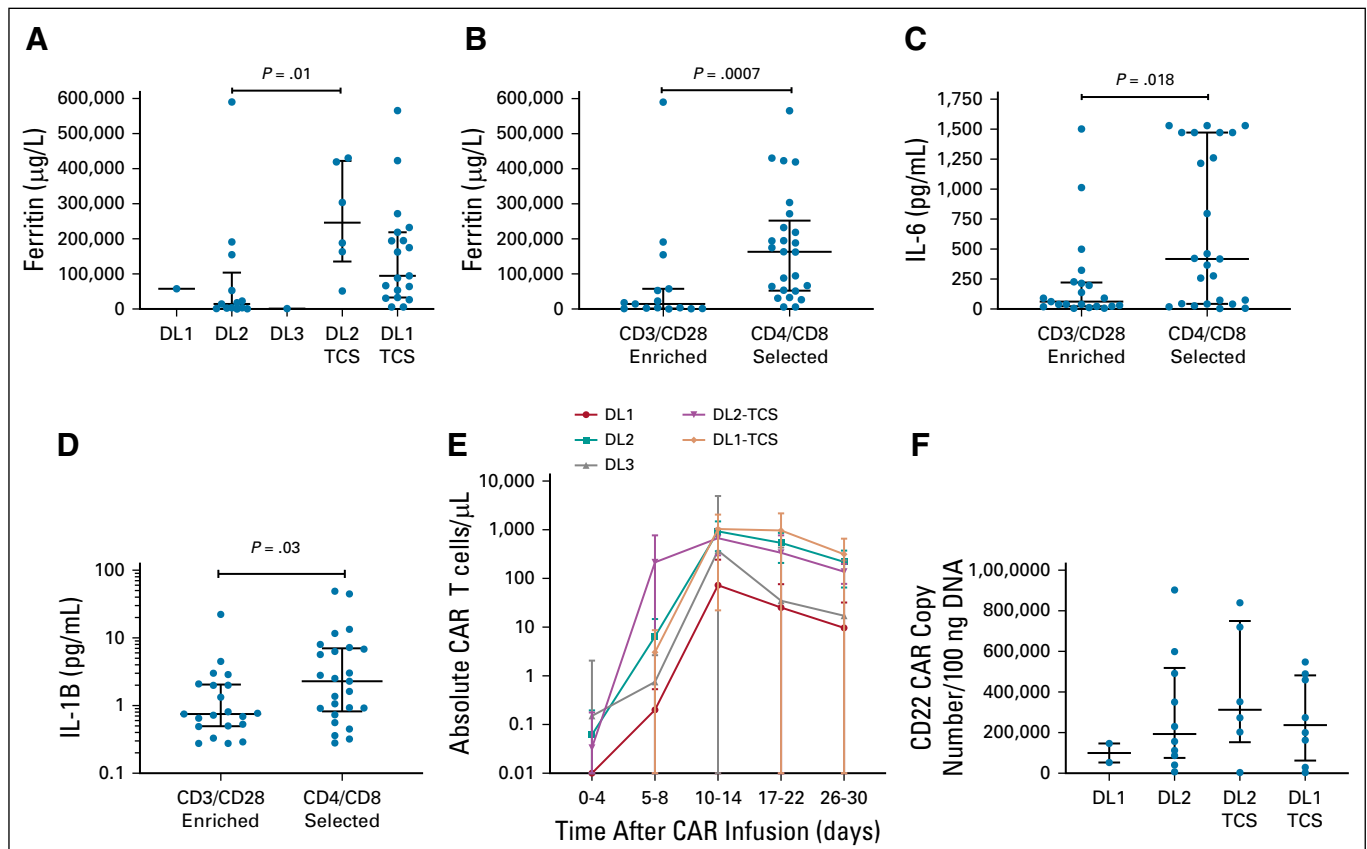 A
P = .01
Ferritin (µg/L)
600,000
500,000
400,000
300,000
200,000
100,000
0
DL1
DL2
DL3
DL2
TCS
DL1
TCS
B
P = .0007
Ferritin (µg/L)
600,000
500,000
400,000
300,000
200,000
100,000
0
CD3/CD28
Enriched
CD4/CD8
Selected
C
P = .018
IL-6 (pg/mL)
1,750
1,500
1,250
1,000
750
500
250
0
CD3/CD28
Enriched
CD4/CD8
Selected
D
P = .03
IL-1B (pg/mL)
100
10
1
0.1
CD3/CD28
Enriched
CD4/CD8
Selected
E
DL1
DL2
DL3
DL2-TCS
DL1-TCS
Absolute CAR T cells/µL
10,000
1,000
100
10
1
0.1
0.01
0-4
5-8
10-14
17-22
26-30
Time After CAR Infusion (days)
F
CD22 CAR Copy
Number/100 ng DNA
1,00,000
800,000
600,000
400,000
200,000
0
DL1
DL2
DL2
TCS
DL1
TCS